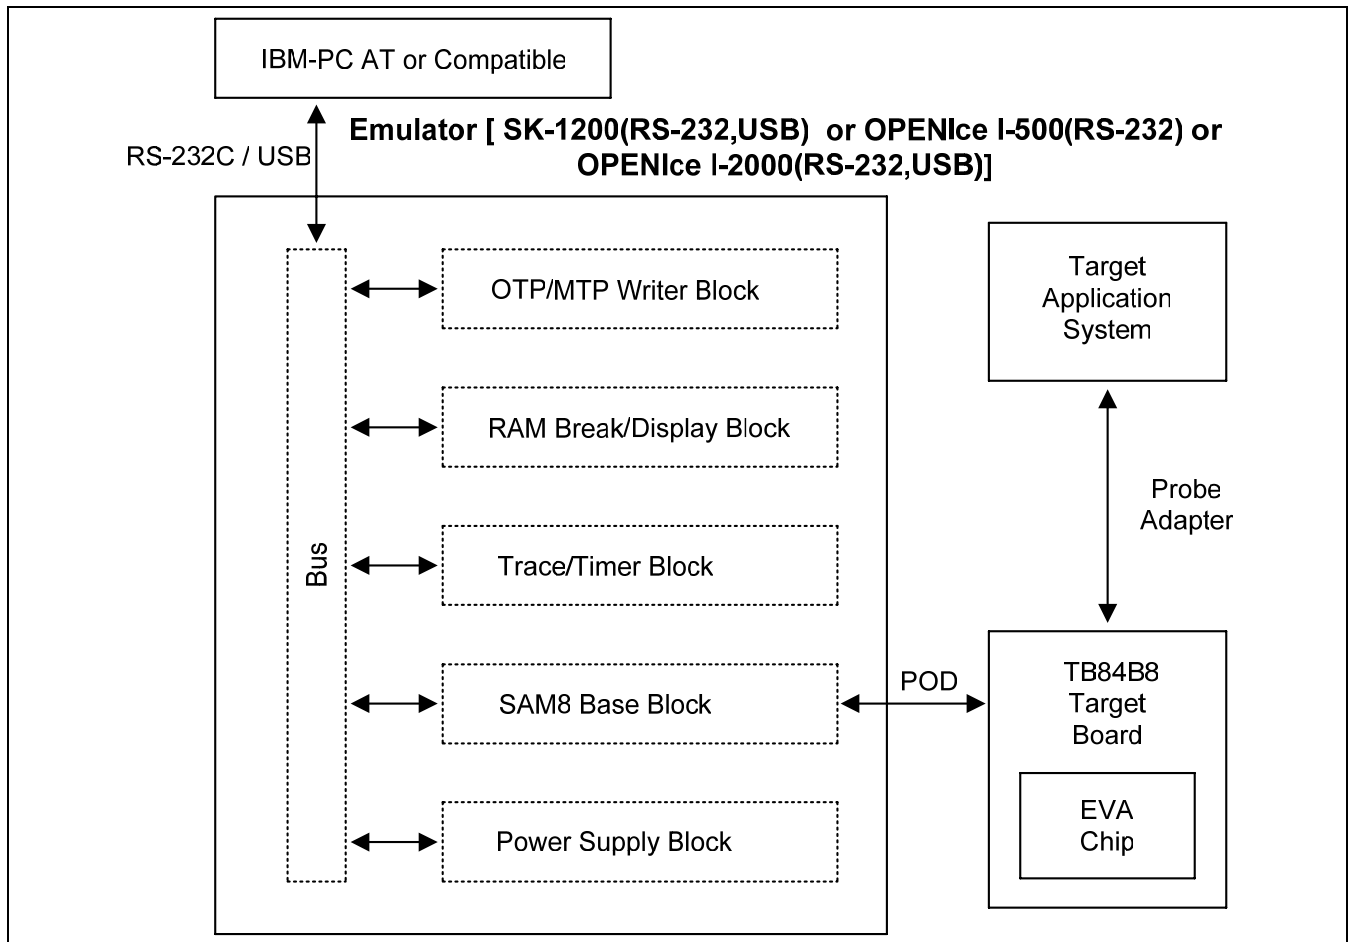 IBM-PC AT or Compatible
RS-232C / USB
Emulator [ SK-1200(RS-232,USB) or OPENIce I-500(RS-232) or
OPENIce I-2000(RS-232,USB)]
Bus
OTP/MTP Writer Block
RAM Break/Display Block
Trace/Timer Block
SAM8 Base Block
Power Supply Block
POD
Target
Application
System
Probe
Adapter
TB84B8
Target
Board
EVA
Chip